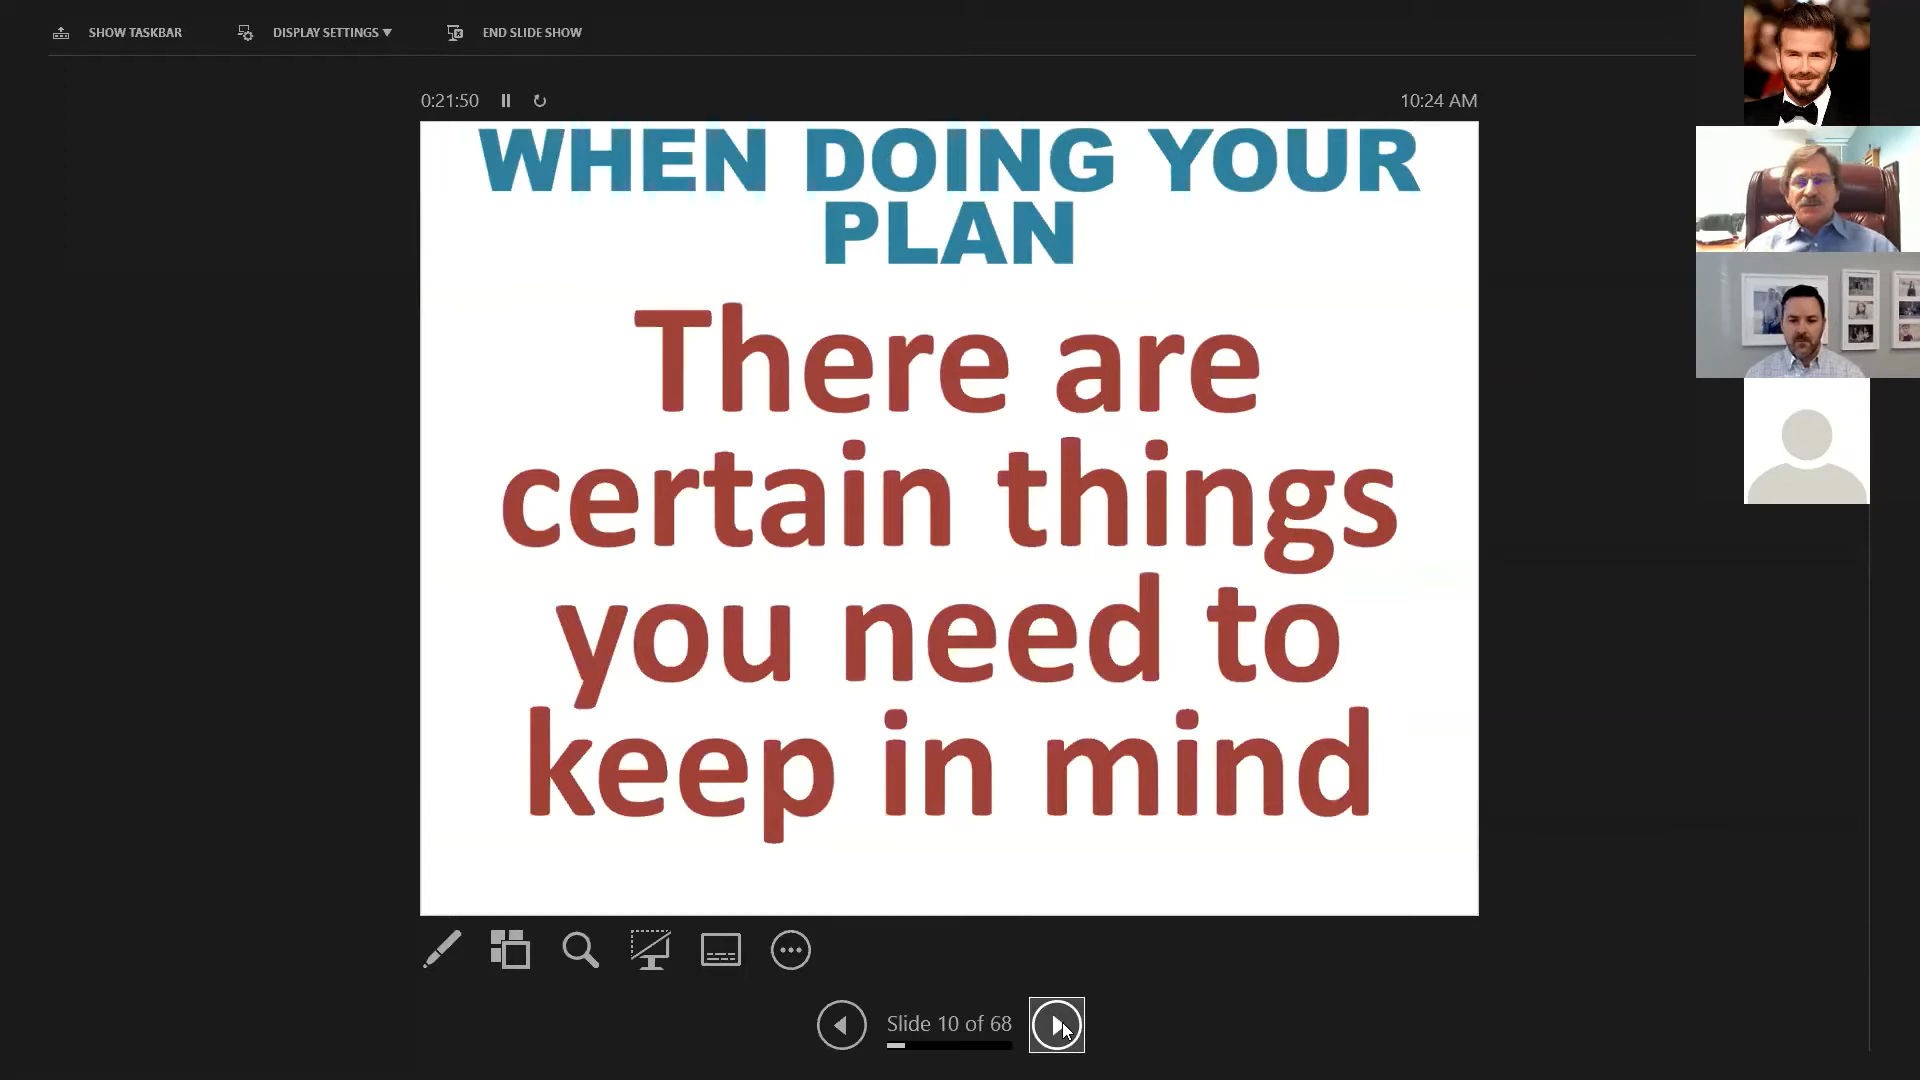 SHOW TASKBAR
DISPLAY SETTINGS ▼
END SLIDE SHOW
0:21:50
10:24 AM
WHEN DOING YOUR
PLAN
There are
certain things
you need to
keep in mind
Slide 10 of 68